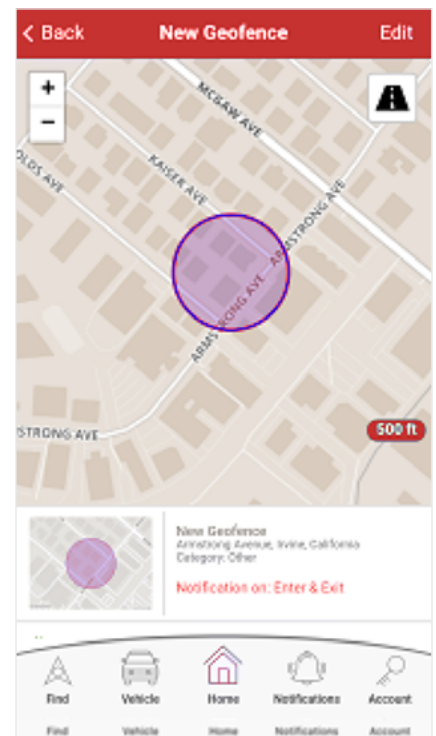 < Back New Geofence Edit
+
−
MCGAW AVE
KAISER AVE
OLDS AVE
ARMSTRONG AVE
ARMSTRONG AVE
STRONG AVE
500 ft
New Geofence
Armstrong Avenue, Irvine, California
Category: Other
Notification on: Enter & Exit
Find Vehicle Home Notifications Account
Find Vehicle Home Notifications Account